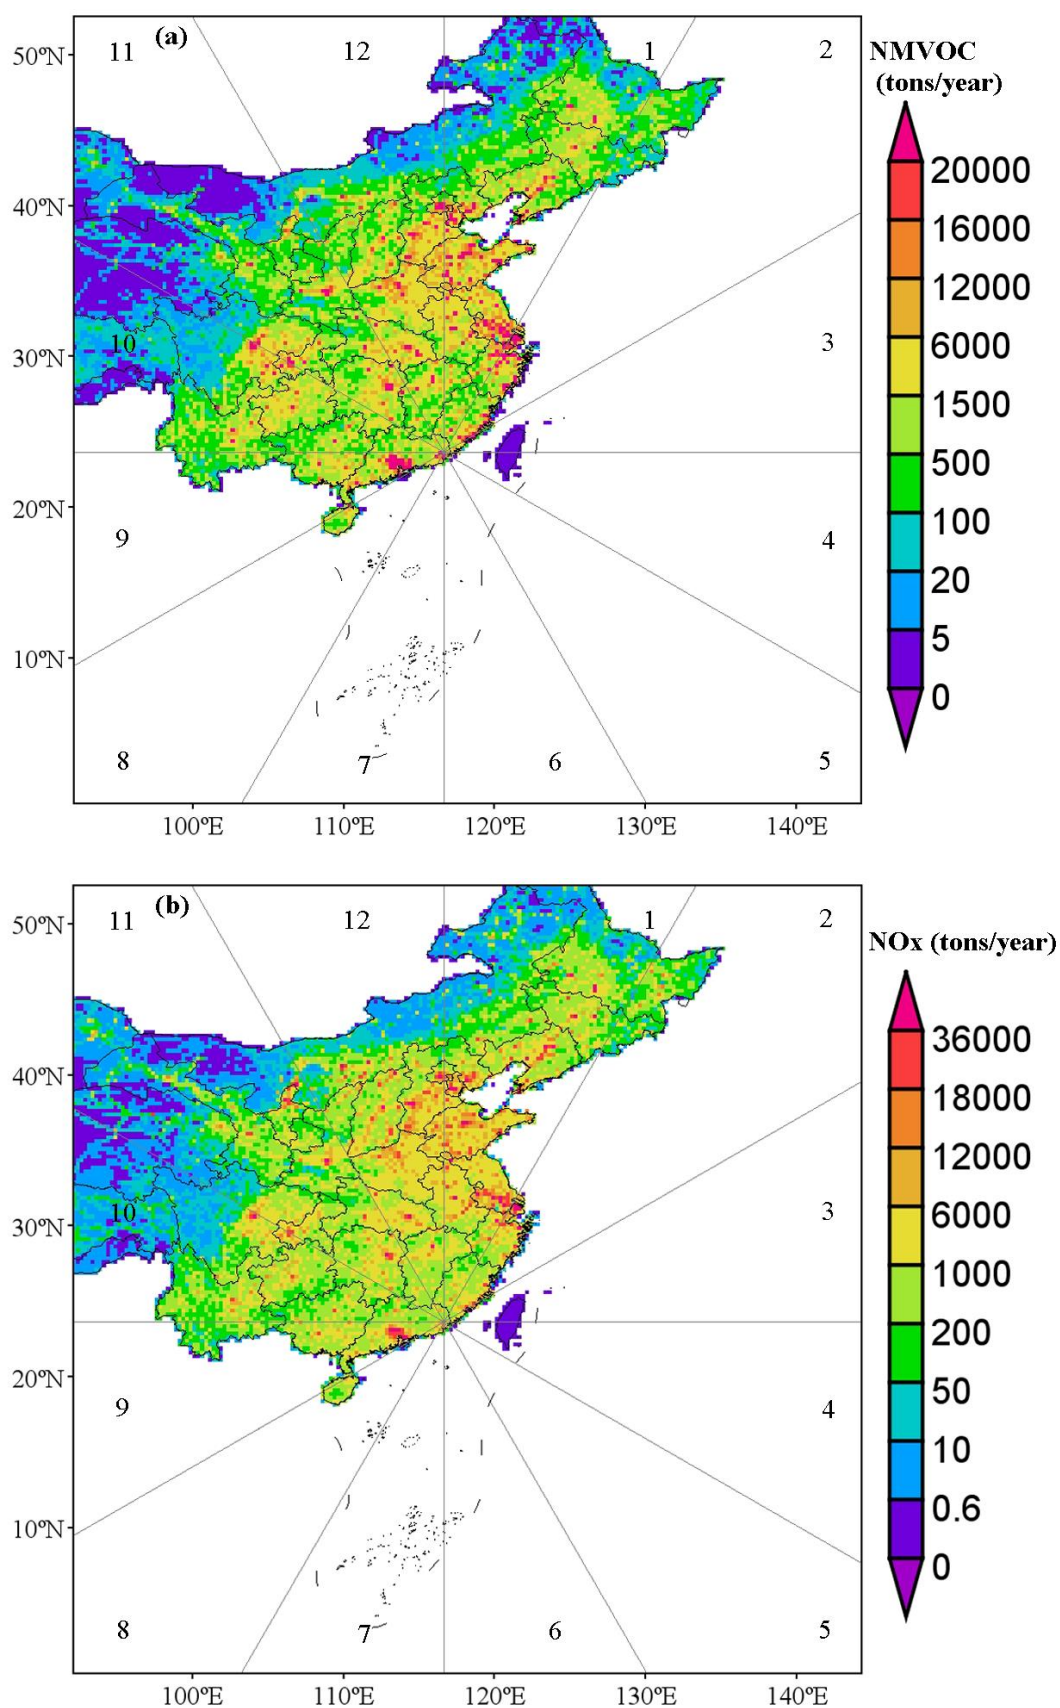 (a)
11
12
1
2
50ºN
40ºN
30ºN
20ºN
10ºN
10
3
9
4
8
7
6
5
100ºE
110ºE
120ºE
130ºE
140ºE
NMVOC
(tons/year)
20000
16000
12000
6000
1500
500
100
20
5
0
(b)
11
12
1
2
50ºN
40ºN
30ºN
20ºN
10ºN
10
3
9
4
8
7
6
5
100ºE
110ºE
120ºE
130ºE
140ºE
NOx (tons/year)
36000
18000
12000
6000
1000
200
50
10
0.6
0